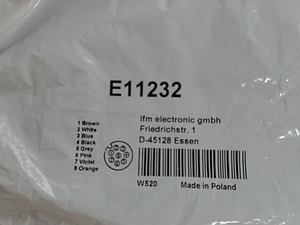 E11232
ifm electronic gmbh
Friedrichstr. 1
D-45128 Essen
1 Brown
2 White
3 Blue
4 Black
5 Grey
6 Pink
7 Violet
8 Orange
W520 Made in Poland